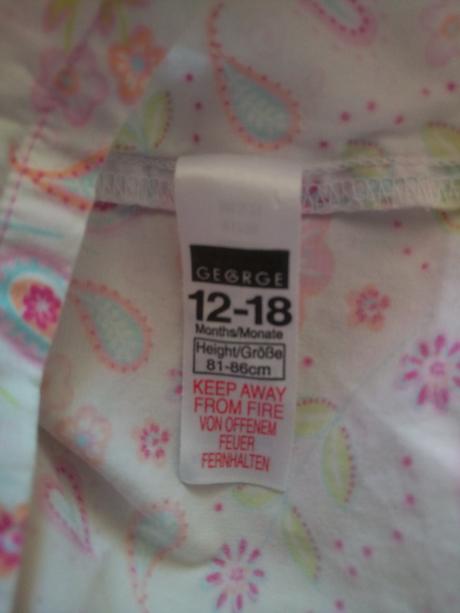 GEORGE
12-18
Months/Monate
Height/Größe
81-86cm
KEEP AWAY
FROM FIRE
VON OFFENEM
FEUER
FERNHALTEN